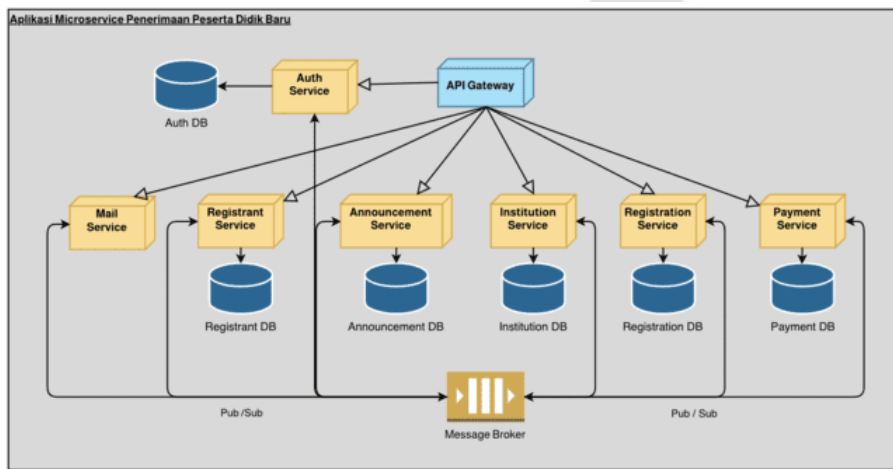 Aplikasi Microservice Penerimaan Peserta Didik Baru
Auth
Service
API Gateway
Auth DB
Mail
Service
Registrant
Service
Announcement
Service
Institution
Service
Registration
Service
Payment
Service
Registrant DB
Announcement DB
Institution DB
Registration DB
Payment DB
Pub /Sub
Pub / Sub
Message Broker